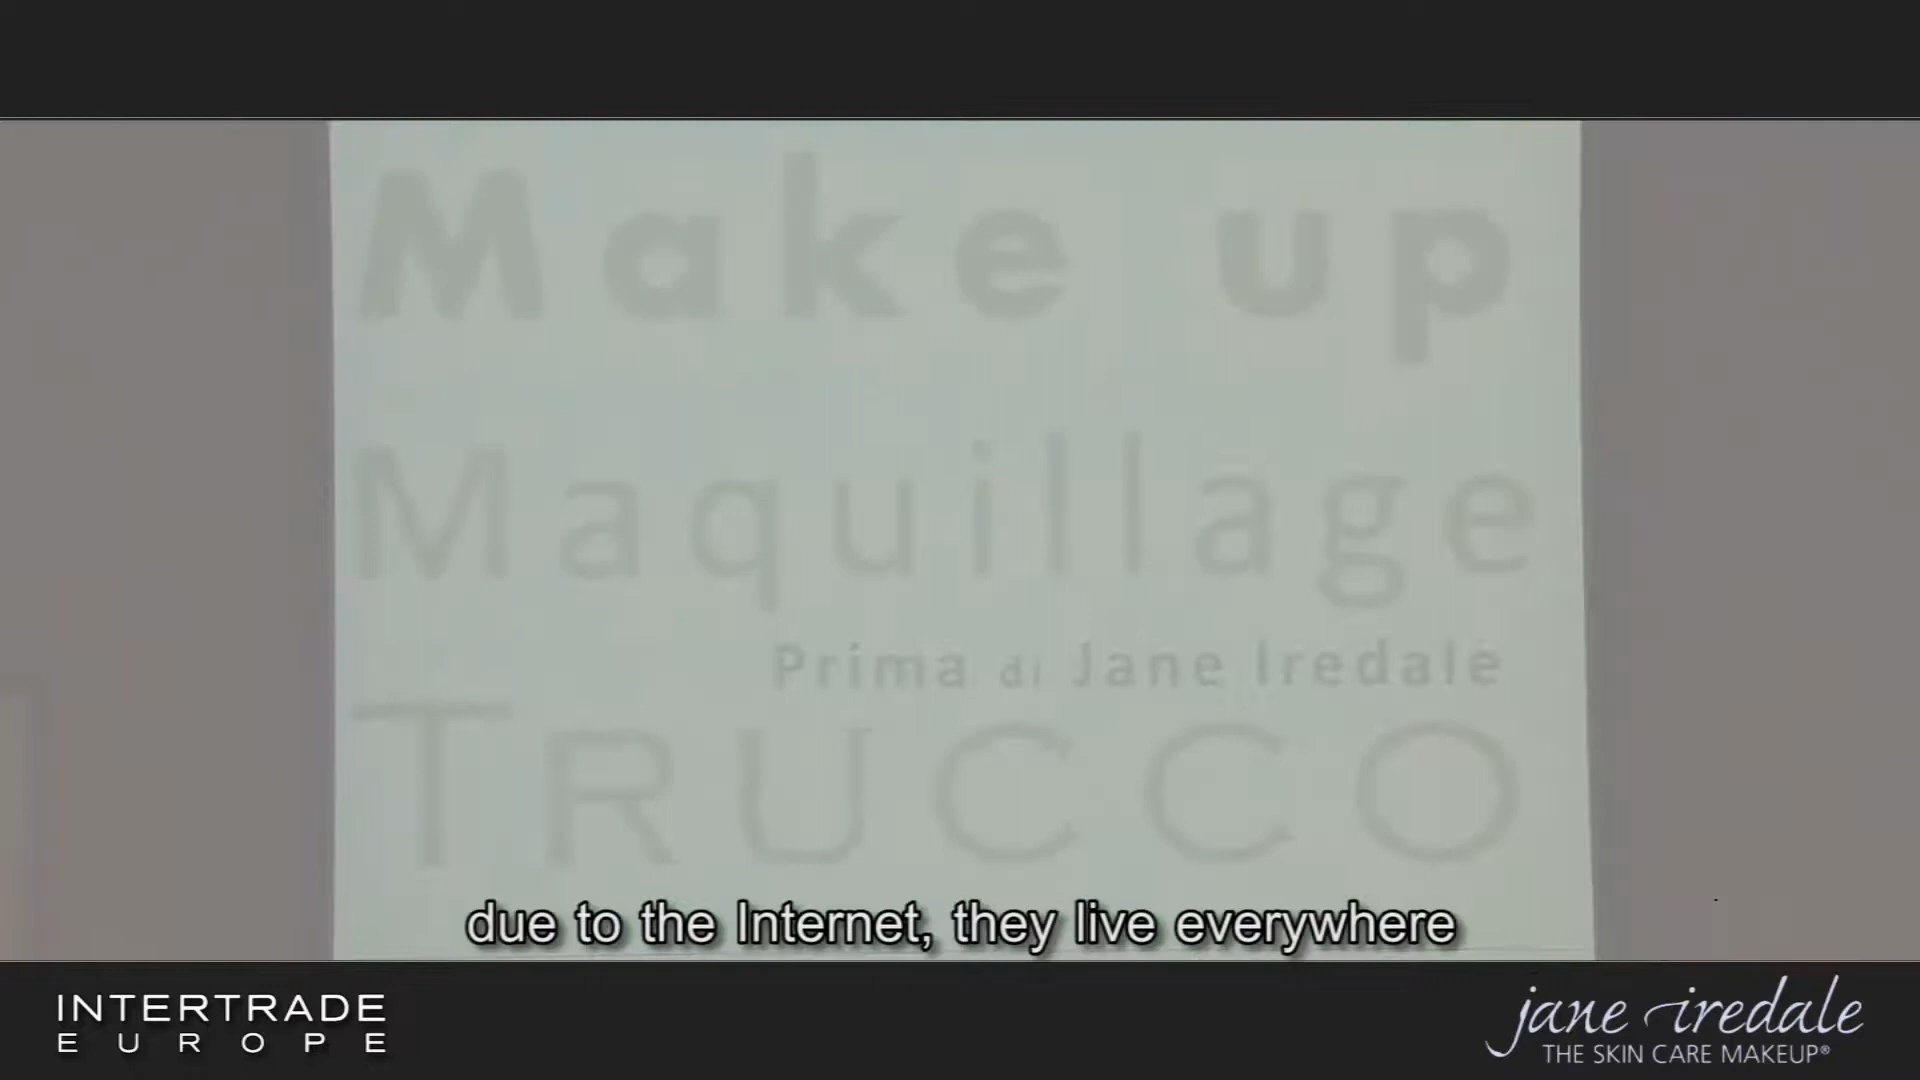 Make up
Maquillage
Prima di Jane Iredale
TRUCCO
due to the Internet, they live everywhere
INTERTRADE
EUROPE
jane iredale
THE SKIN CARE MAKEUP®